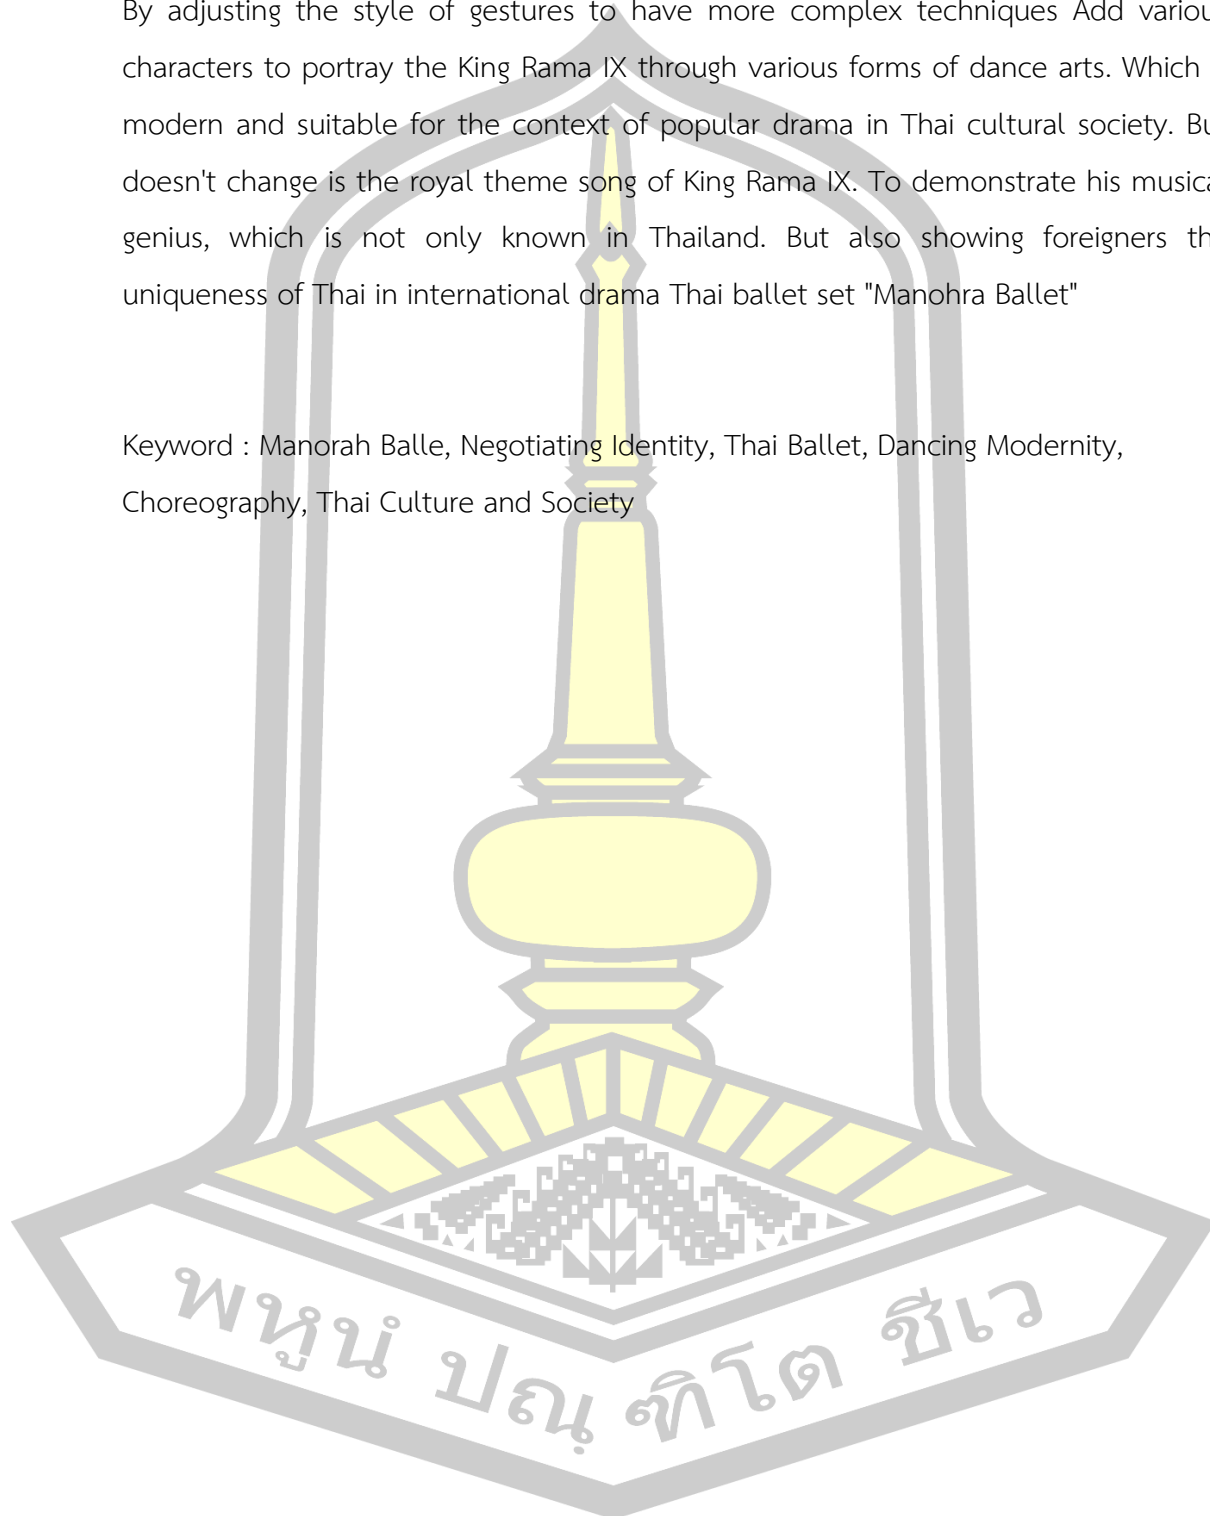 By adjusting the style of gestures to have more complex techniques Add variou
characters to portray the King Rama IX through various forms of dance arts. Which
modern and suitable for the context of popular drama in Thai cultural society. Bu
doesn't change is the royal theme song of King Rama IX. To demonstrate his musica
genius, which is not only known in Thailand. But also showing foreigners th
uniqueness of Thai in international drama Thai ballet set "Manohra Ballet"
Keyword : Manorah Balle, Negotiating Identity, Thai Ballet, Dancing Modernity,
Choreography, Thai Culture and Society
พหูนํ ปณฺฑิโต ชีเว